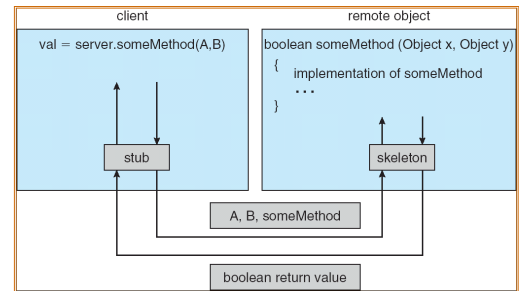 client
remote object
val = server.someMethod(A,B)
boolean someMethod (Object x, Object y)
{
implementation of someMethod
...
}
stub
skeleton
A, B, someMethod
boolean return value